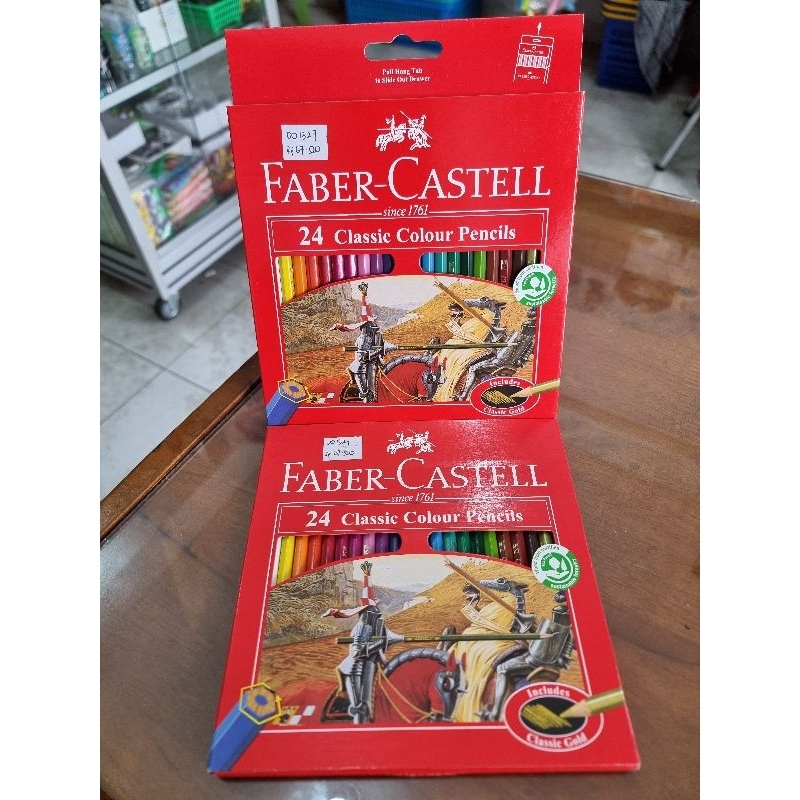 Pull Hang Tab
to Slide Out Drawer
001329
FABER-CASTELL
since 1761
24 Classic Colour Pencils
Includes
Classic Gold
FABER-CASTELL
since 1761
24 Classic Colour Pencils
Includes
Classic Gold